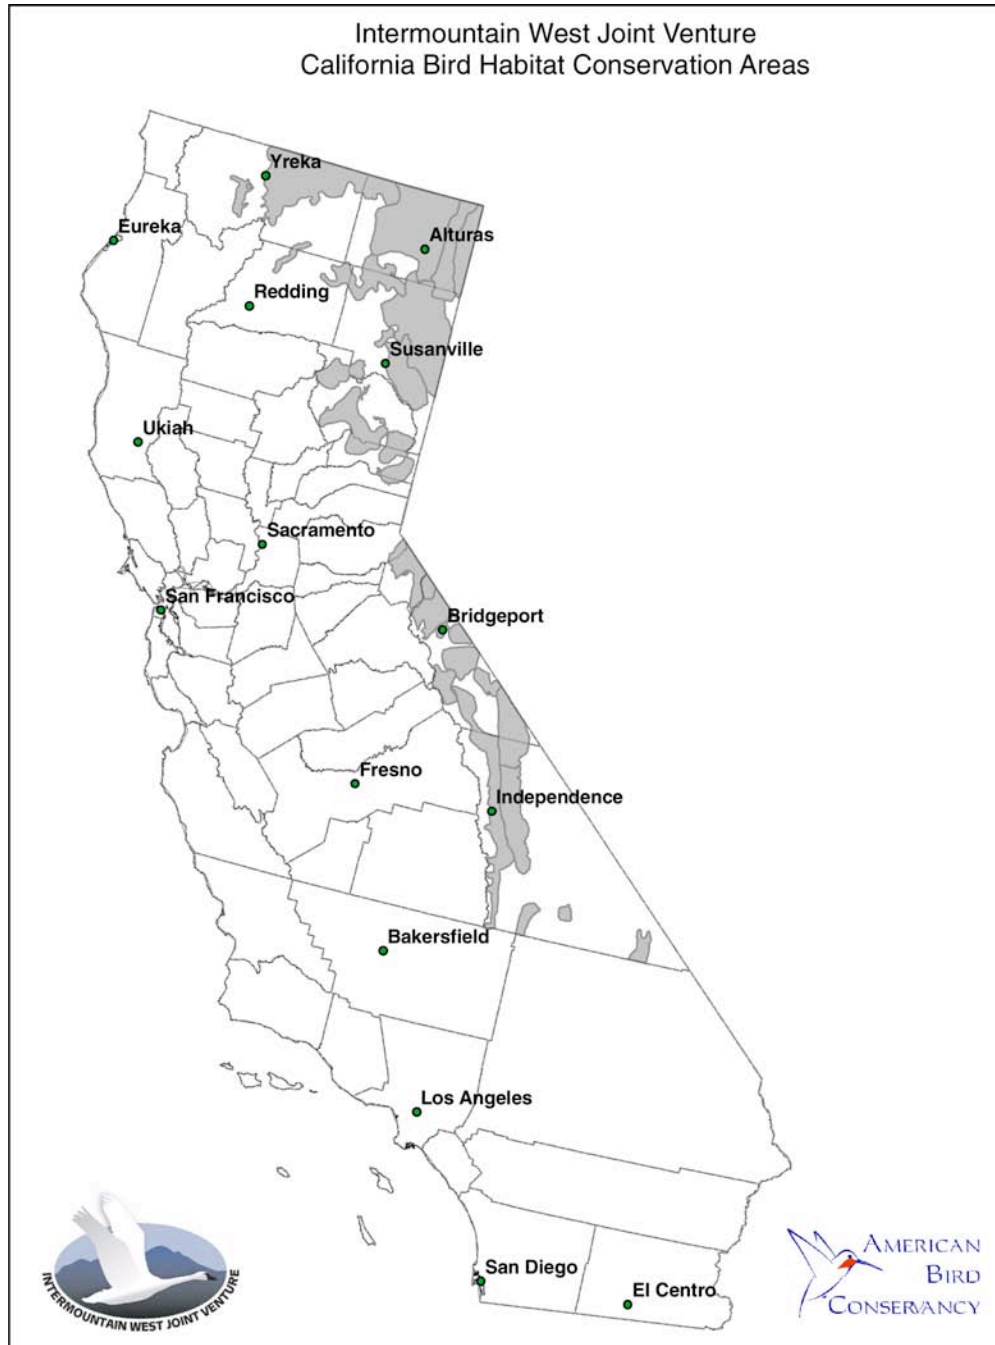 Intermountain West Joint Venture
California Bird Habitat Conservation Areas
Yreka
Eureka
Alturas
Redding
Susanville
Ukiah
Sacramento
San Francisco
Bridgeport
Fresno
Independence
Bakersfield
Los Angeles
San Diego
El Centro
INTERMOUNTAIN WEST JOINT VENTURE
AMERICAN
BIRD
CONSERVANCY